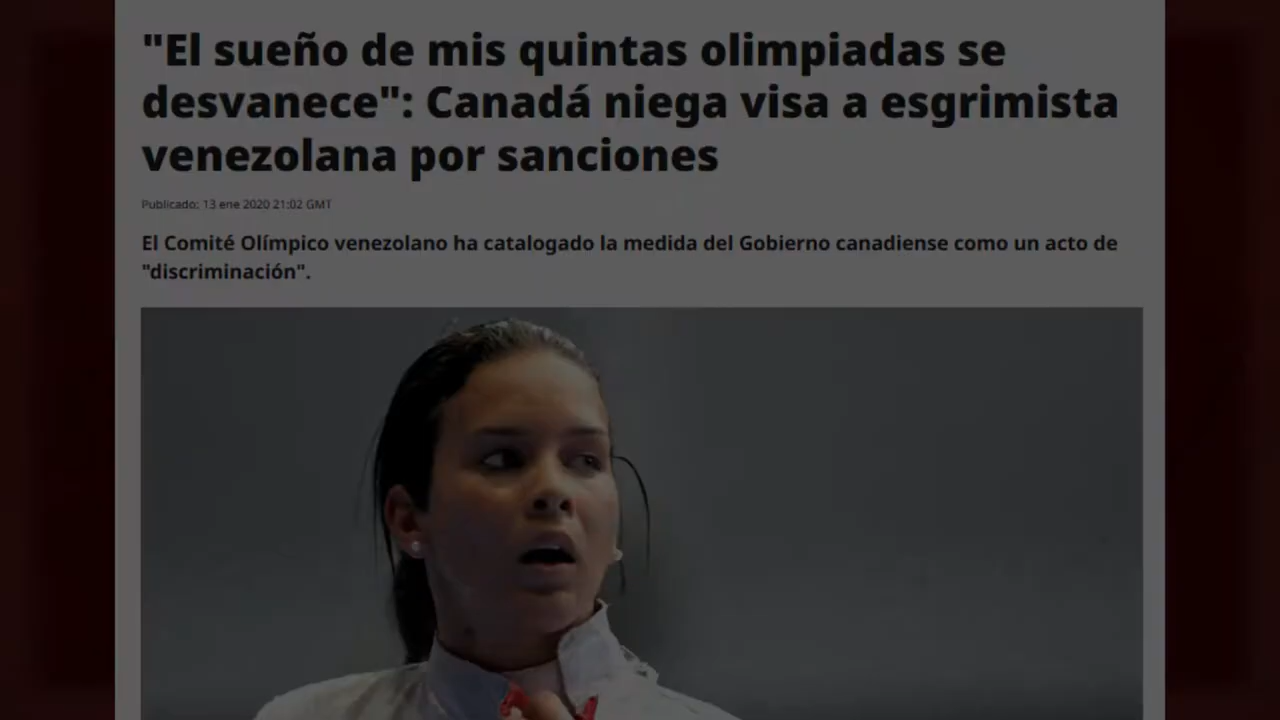 "El sueño de mis quintas olimpiadas se
desvanece": Canadá niega visa a esgrimista
venezolana por sanciones
Publicado: 13 ene 2020 21:02 GMT
El Comité Olímpico venezolano ha catalogado la medida del Gobierno canadiense como un acto de
"discriminación".